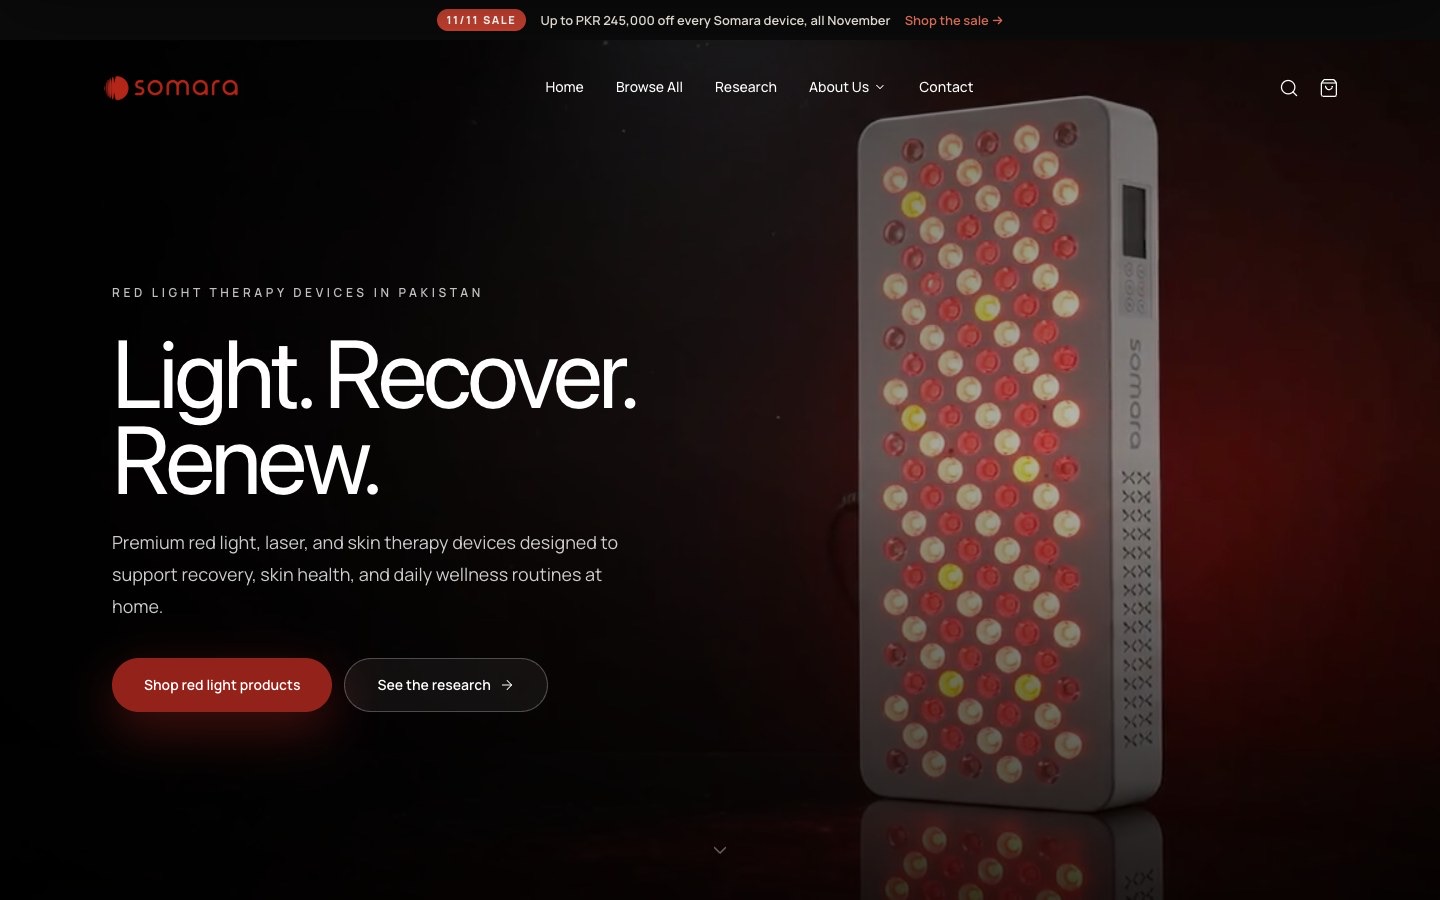 11/11 SALE Up to PKR 245,000 off every Somara device, all November Shop the sale →
somara Home Browse All Research About Us Contact
RED LIGHT THERAPY DEVICES IN PAKISTAN
Light. Recover.
Renew.
Premium red light, laser, and skin therapy devices designed to
support recovery, skin health, and daily wellness routines at
home.
Shop red light products See the research →
somara